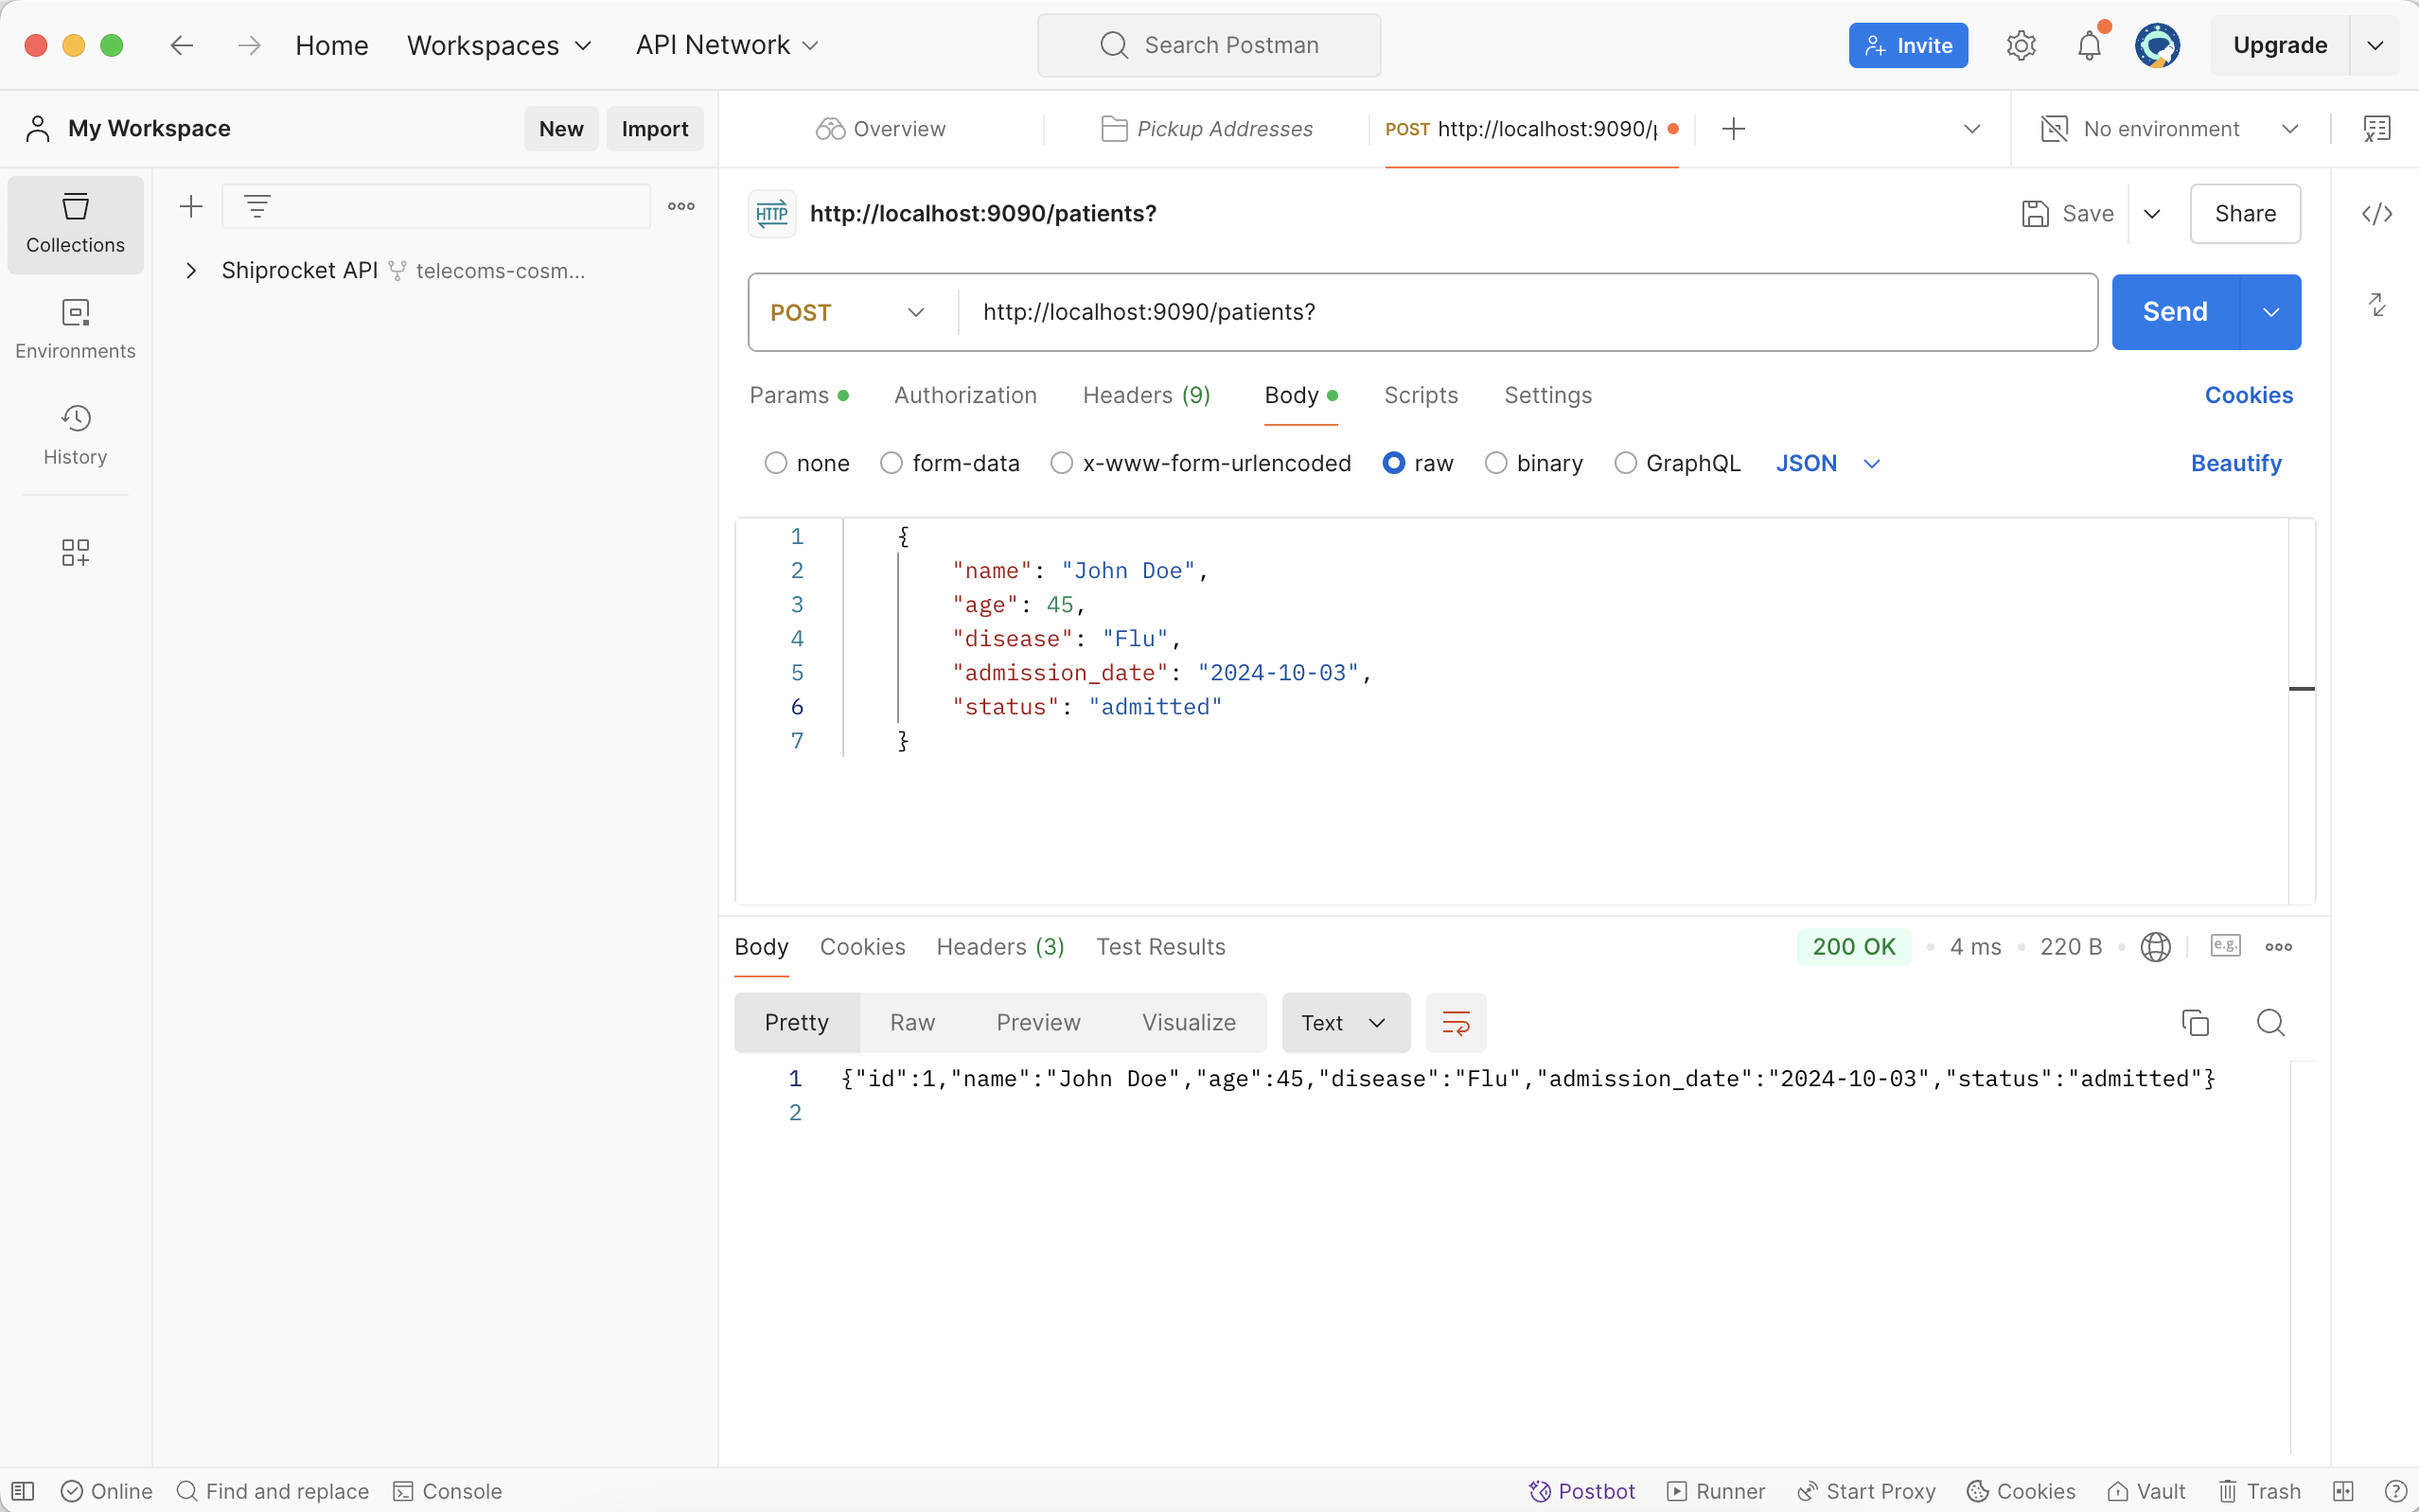 Home Workspaces API Network Search Postman Invite Upgrade
My Workspace New Import Overview Pickup Addresses POST http://localhost:9090/p No environment
Collections
Shiprocket API telecoms-cosm...
Environments
History
HTTP http://localhost:9090/patients? Save Share
POST http://localhost:9090/patients? Send
Params Authorization Headers (9) Body Scripts Settings Cookies
none form-data x-www-form-urlencoded raw binary GraphQL JSON Beautify
1 {
2 "name": "John Doe",
3 "age": 45,
4 "disease": "Flu",
5 "admission_date": "2024-10-03",
6 "status": "admitted"
7 }
Body Cookies Headers (3) Test Results 200 OK 4 ms 220 B e.g.
Pretty Raw Preview Visualize Text
1 {"id":1,"name":"John Doe","age":45,"disease":"Flu","admission_date":"2024-10-03","status":"admitted"}
2
Online Find and replace Console Postbot Runner Start Proxy Cookies Vault Trash